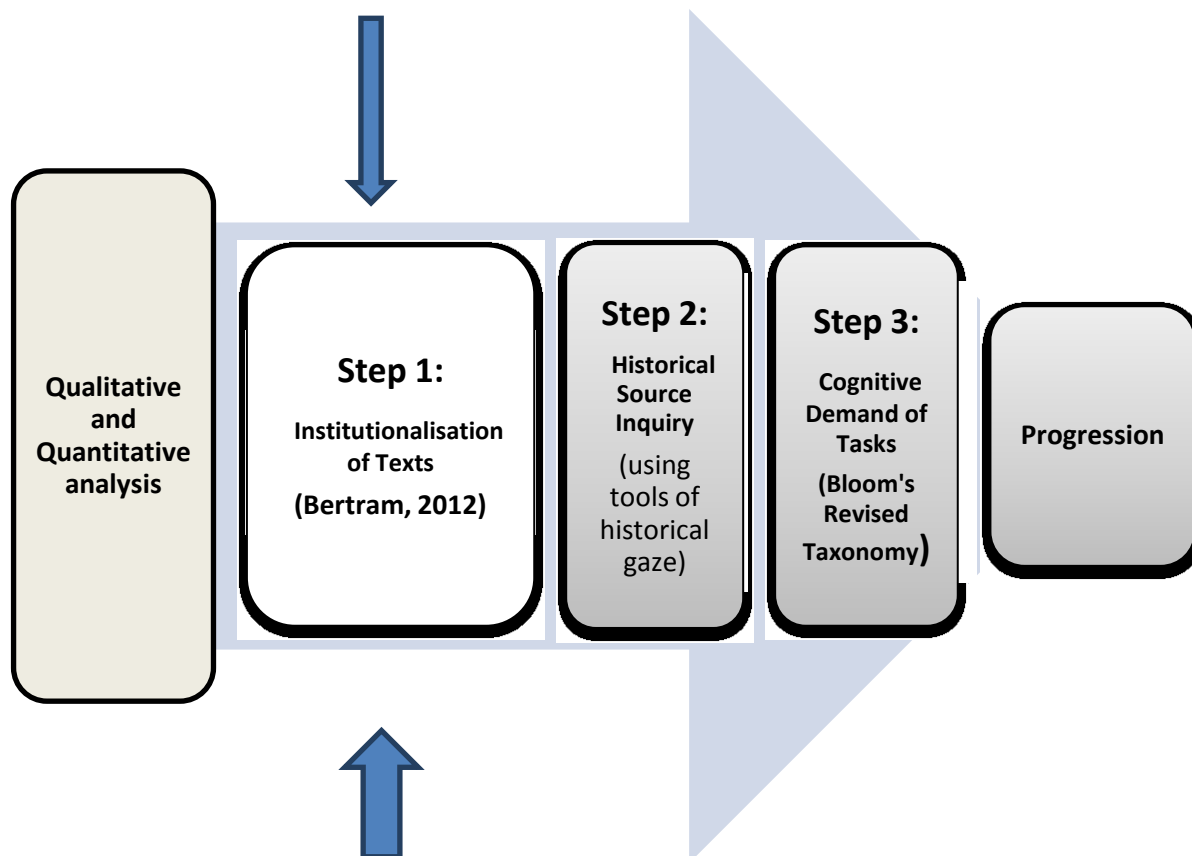 Qualitative
and
Quantitative
analysis
Step 1:
Institutionalisation
of Texts
(Bertram, 2012)
Step 2:
Historical
Source
Inquiry
(using
tools of
historical
gaze)
Step 3:
Cognitive
Demand of
Tasks
(Bloom's
Revised
Taxonomy)
Progression